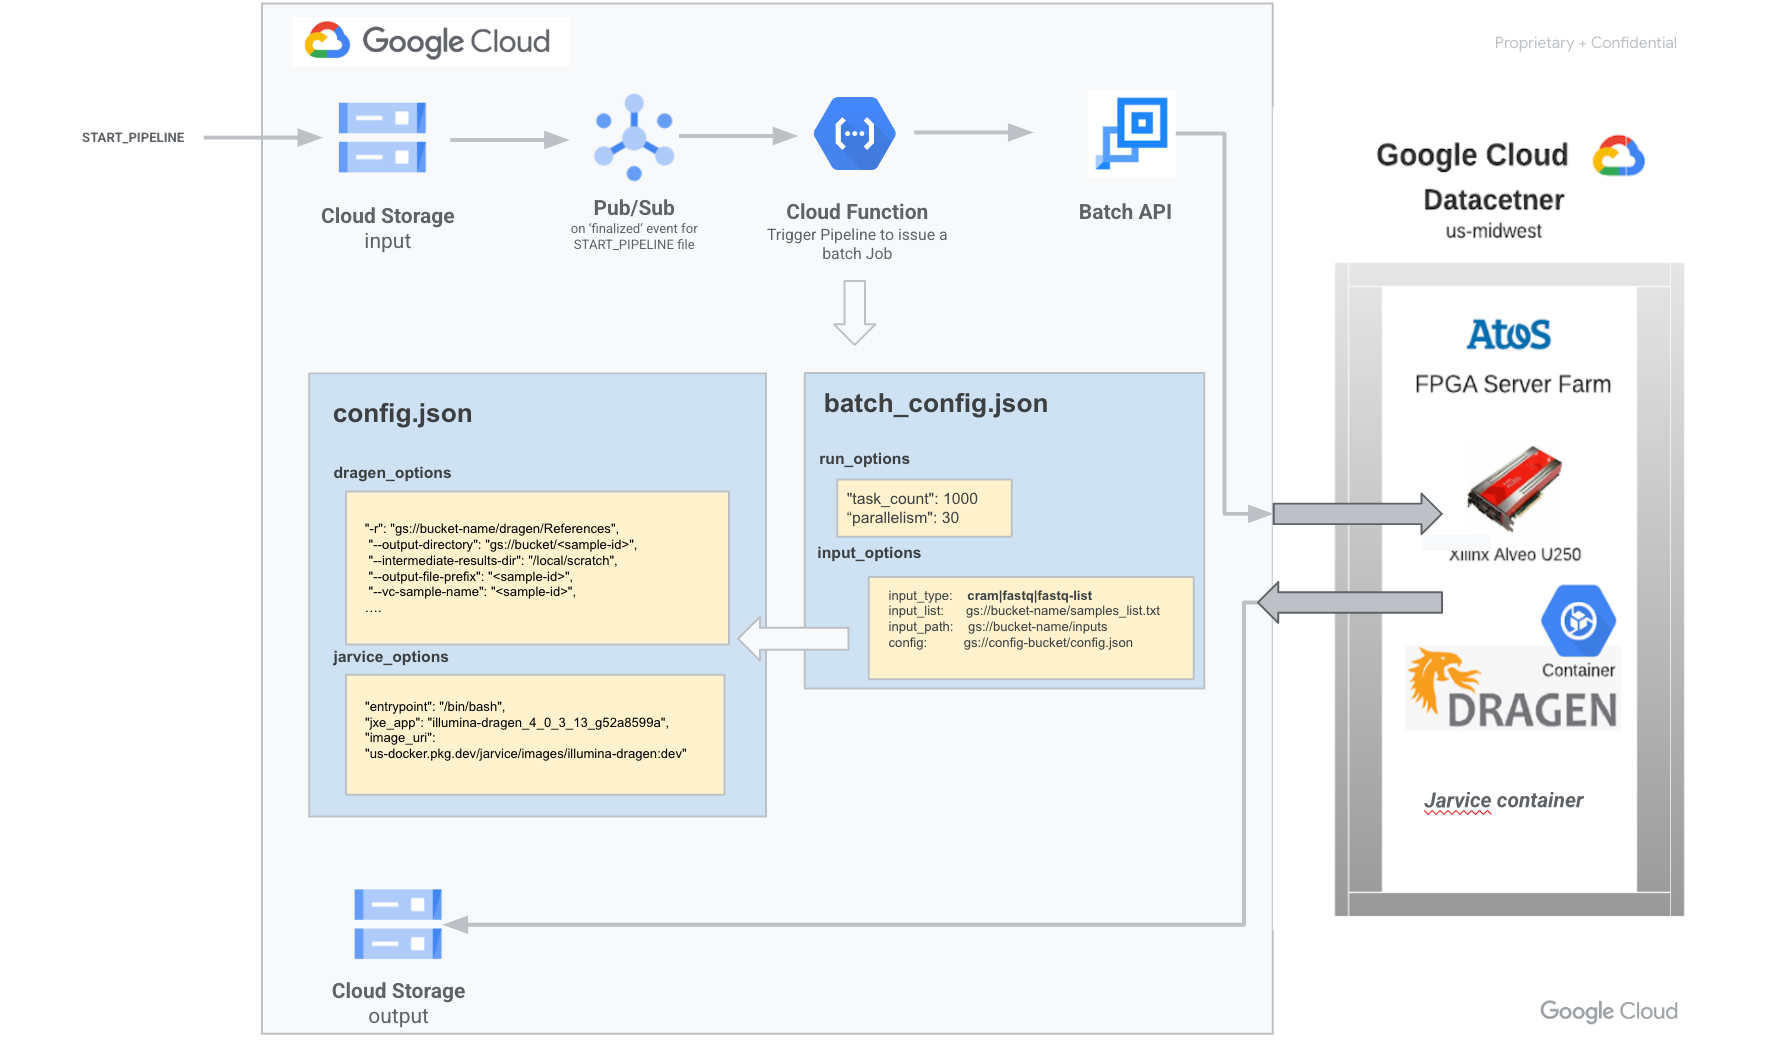 Google Cloud
Proprietary + Confidential
START_PIPELINE
Cloud Storage
input
Pub/Sub
on ‘finalized’ event for
START_PIPELINE file
Cloud Function
Trigger Pipeline to issue a
batch Job
Batch API
Google Cloud
Datacetner
us-midwest
Atos
FPGA Server Farm
Xilinx Alveo U250
Container
DRAGEN
Jarvice container
config.json
dragen_options
"-r": "gs://bucket-name/dragen/References",
"--output-directory": "gs://bucket/<sample-id>",
"--intermediate-results-dir": "/local/scratch",
"--output-file-prefix": "<sample-id>",
"--vc-sample-name": "<sample-id>",
....
jarvice_options
"entrypoint": "/bin/bash",
"jxe_app": "illumina-dragen_4_0_3_13_g52a8599a",
"image_uri":
"us-docker.pkg.dev/jarvice/images/illumina-dragen:dev"
batch_config.json
run_options
"task_count": 1000
“parallelism": 30
input_options
input_type: cram|fastq|fastq-list
input_list: gs://bucket-name/samples_list.txt
input_path: gs://bucket-name/inputs
config: gs://config-bucket/config.json
Cloud Storage
output
Google Cloud